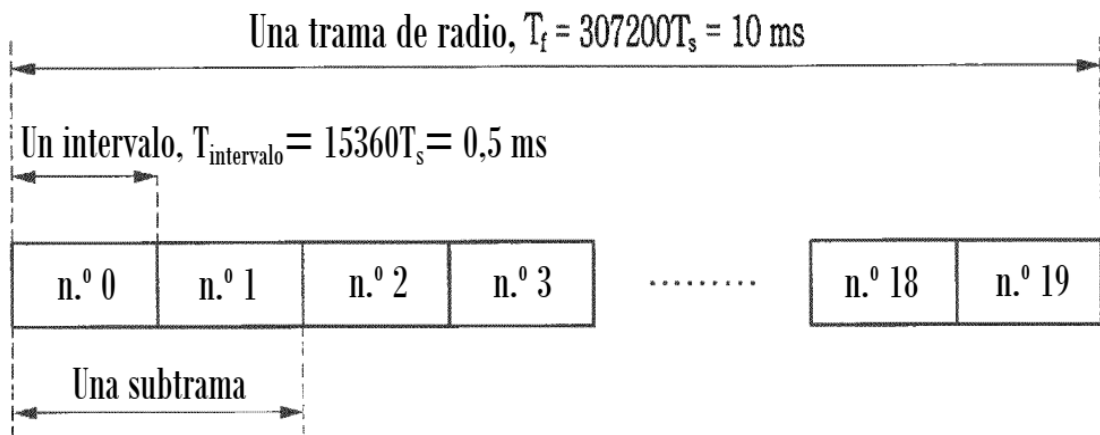 Una trama de radio, T_f = 307200T_s = 10 ms
Un intervalo, T_intervalo = 15360T_s = 0,5 ms
n.º 0 n.º 1 n.º 2 n.º 3 ......... n.º 18 n.º 19
Una subtrama